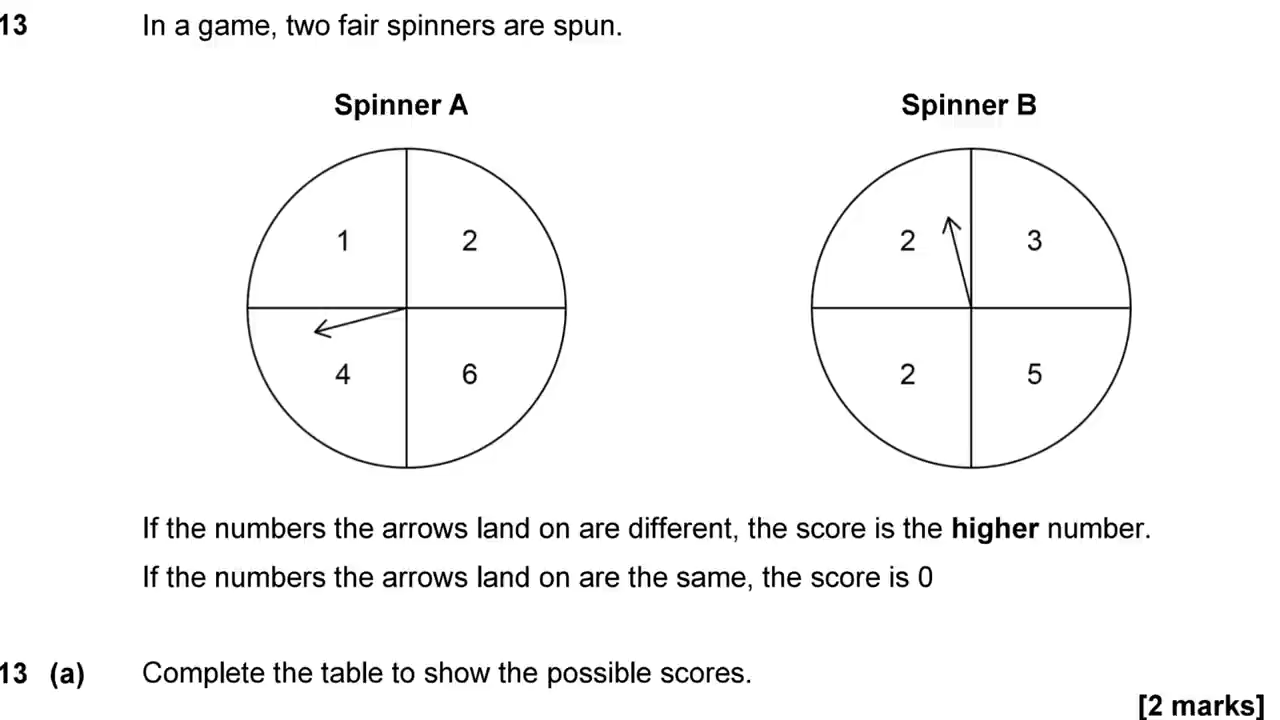 13 In a game, two fair spinners are spun.
Spinner A Spinner B
1 2 2 3
4 6 2 5
If the numbers the arrows land on are different, the score is the higher number.
If the numbers the arrows land on are the same, the score is 0
13 (a) Complete the table to show the possible scores.
[2 marks]